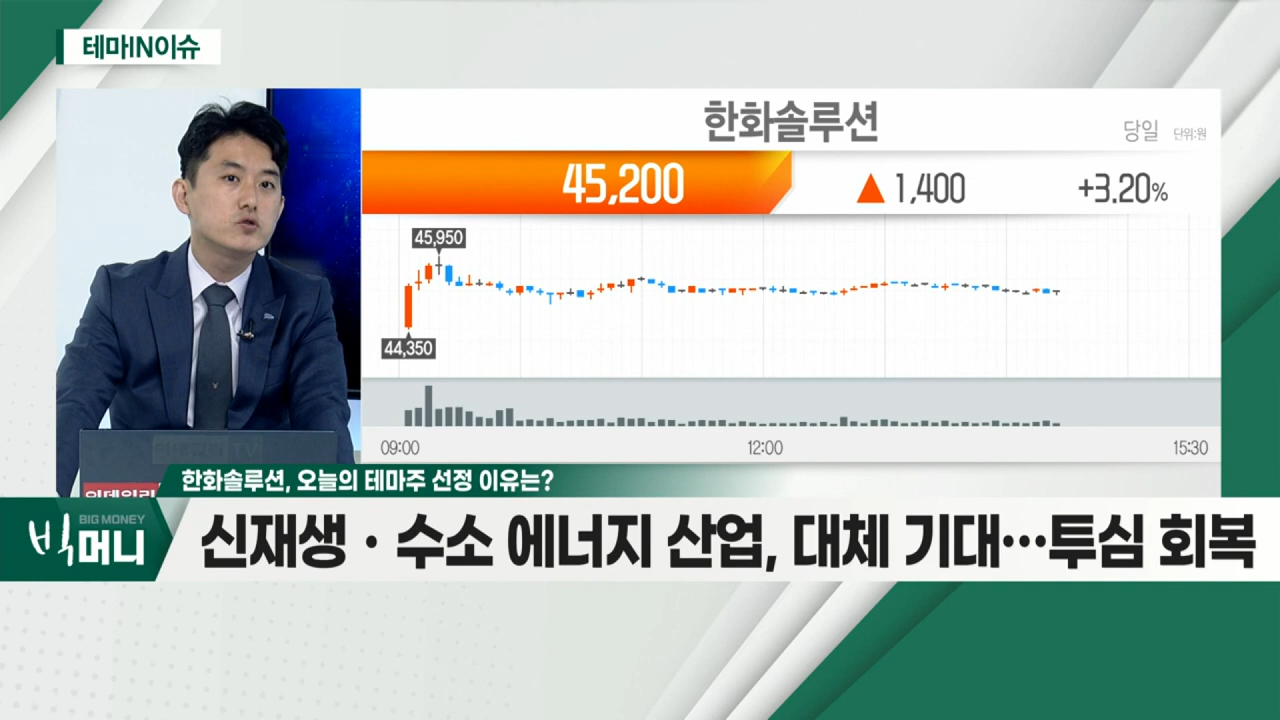 테마IN이슈
한화솔루션
당일 단위:원
45,200 ▲ 1,400 +3.20%
45,950
44,350
09:00 12:00 15:30
한화솔루션, 오늘의 테마주 선정 이유는?
BIG MONEY
빅머니
신재생·수소 에너지 산업, 대체 기대…투심 회복